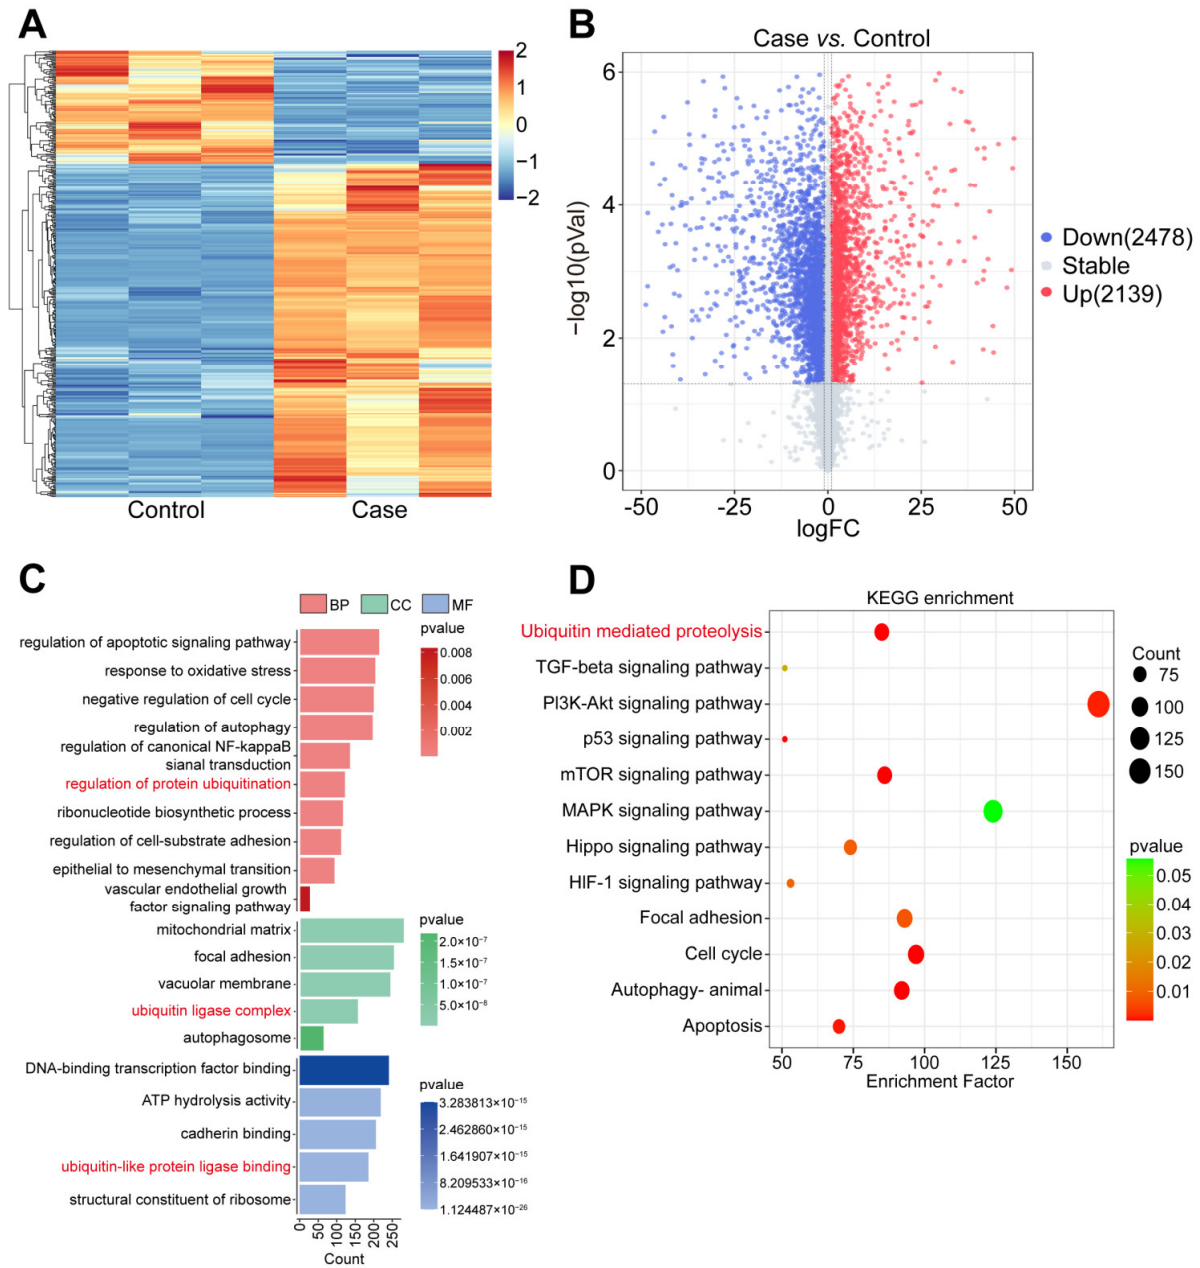 A
2
1
0
−1
−2
Control
Case
B
Case vs. Control
6
4
2
0
−log10(pVal)
-50
-25
0
25
50
logFC
Down(2478)
Stable
Up(2139)
C
BP
CC
MF
regulation of apoptotic signaling pathway
response to oxidative stress
negative regulation of cell cycle
regulation of autophagy
regulation of canonical NF-kappaB
sianal transduction
regulation of protein ubiquitination
ribonucleotide biosynthetic process
regulation of cell-substrate adhesion
epithelial to mesenchymal transition
vascular endothelial growth
factor signaling pathway
mitochondrial matrix
focal adhesion
vacuolar membrane
ubiquitin ligase complex
autophagosome
DNA-binding transcription factor binding
ATP hydrolysis activity
cadherin binding
ubiquitin-like protein ligase binding
structural constituent of ribosome
0
50
100
150
200
250
Count
pvalue
0.008
0.006
0.004
0.002
pvalue
2.0×10⁻⁷
1.5×10⁻⁷
1.0×10⁻⁷
5.0×10⁻⁸
pvalue
3.283813×10⁻¹⁵
2.462860×10⁻¹⁵
1.641907×10⁻¹⁵
8.209533×10⁻¹⁶
1.124487×10⁻²⁶
D
KEGG enrichment
Ubiquitin mediated proteolysis
TGF-beta signaling pathway
PI3K-Akt signaling pathway
p53 signaling pathway
mTOR signaling pathway
MAPK signaling pathway
Hippo signaling pathway
HIF-1 signaling pathway
Focal adhesion
Cell cycle
Autophagy- animal
Apoptosis
50
75
100
125
150
Enrichment Factor
Count
75
100
125
150
pvalue
0.05
0.04
0.03
0.02
0.01